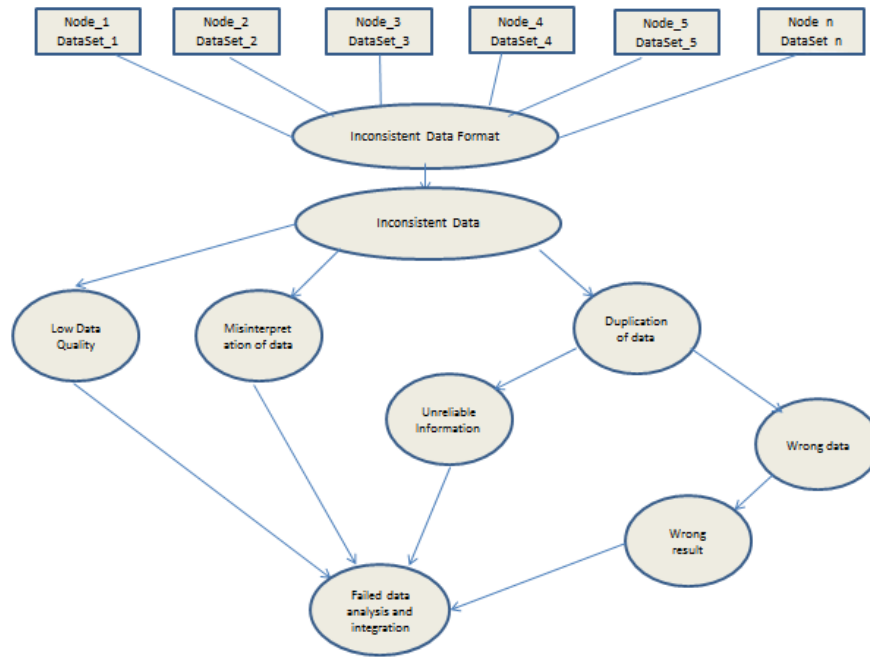 Node_1
DataSet_1
Node_2
DataSet_2
Node_3
DataSet_3
Node_4
DataSet_4
Node_5
DataSet_5
Node n
DataSet n
Inconsistent Data Format
Inconsistent Data
Low Data
Quality
Misinterpret
ation of data
Duplication
of data
Unreliable
Information
Wrong data
Wrong
result
Failed data
analysis and
integration